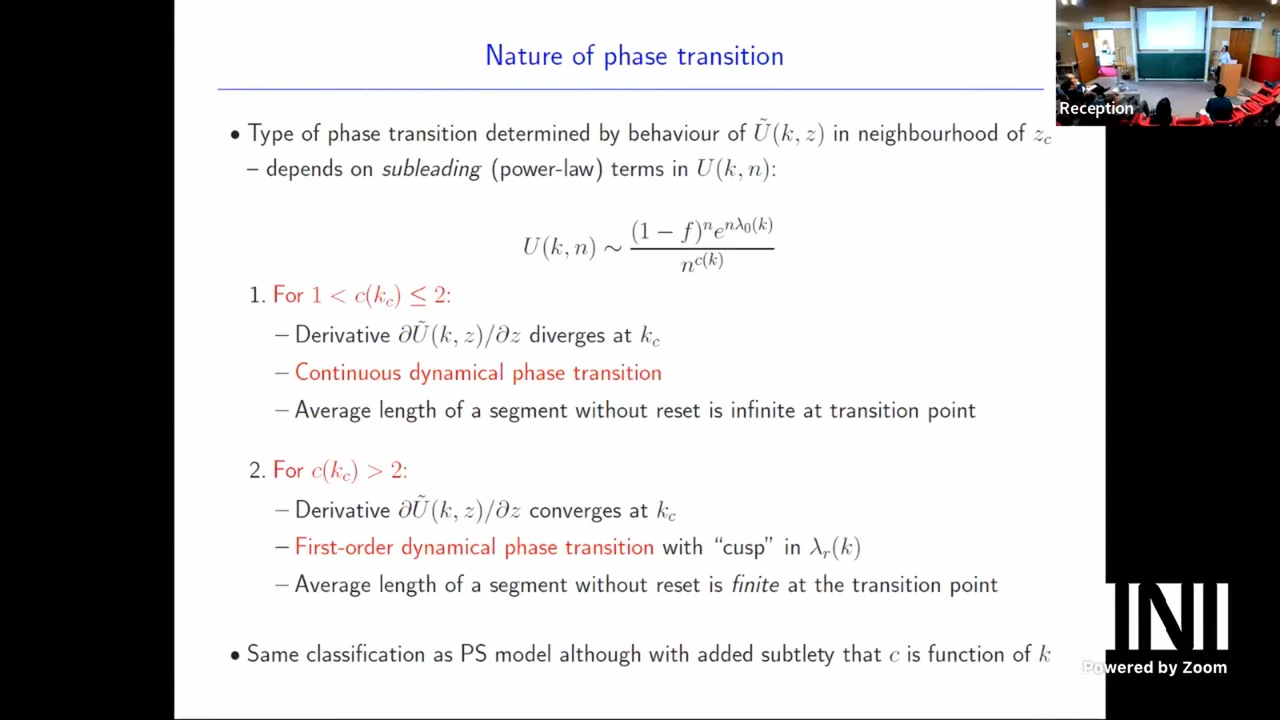 Nature of phase transition
Reception
• Type of phase transition determined by behaviour of Ũ(k, z) in neighbourhood of z_c
– depends on subleading (power-law) terms in U(k, n):
U(k, n) ∼ (1 − f)^n e^{nλ_0(k)} / n^{c(k)}
1. For 1 < c(k_c) ≤ 2:
– Derivative ∂Ũ(k, z)/∂z diverges at k_c
– Continuous dynamical phase transition
– Average length of a segment without reset is infinite at transition point
2. For c(k_c) > 2:
– Derivative ∂Ũ(k, z)/∂z converges at k_c
– First-order dynamical phase transition with “cusp” in λ_r(k)
– Average length of a segment without reset is finite at the transition point
• Same classification as PS model although with added subtlety that c is function of k
INI
Powered by Zoom